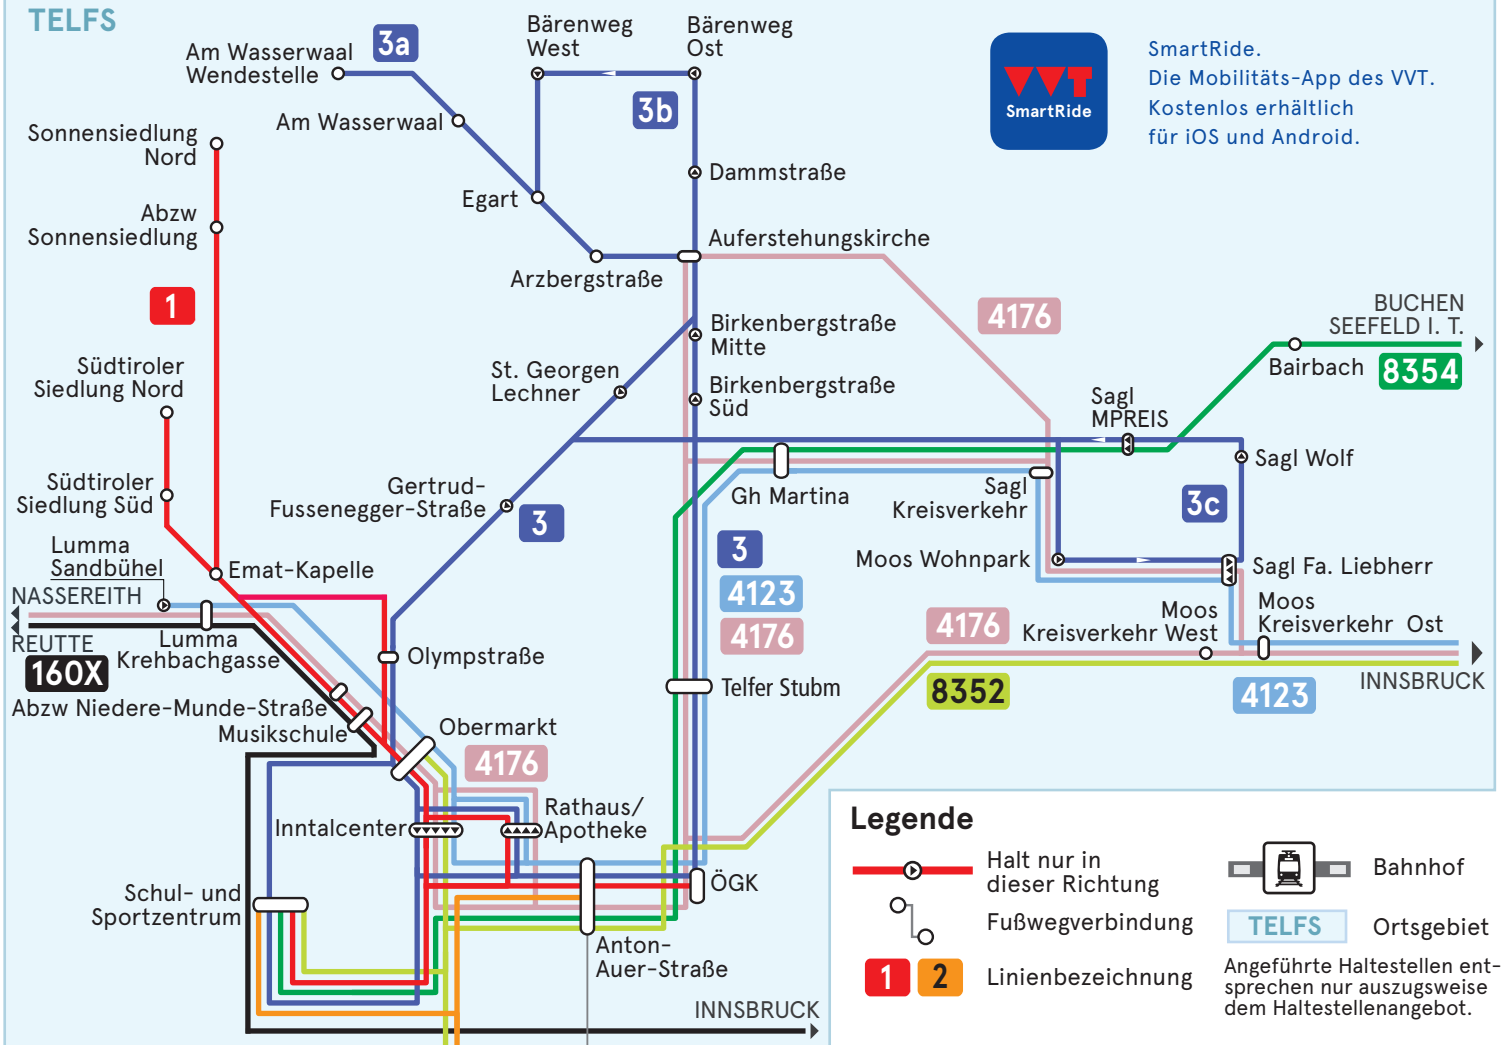 TELFS
Am Wasserwaal
Wendestelle
3a
Bärenweg
West
Bärenweg
Ost
3b
Am Wasserwaal
SmartRide
SmartRide.
Die Mobilitäts-App des VVT.
Kostenlos erhältlich
für iOS und Android.
Sonnensiedlung
Nord
Abzw
Sonnensiedlung
Egart
Dammstraße
Auferstehungskirche
Arzbergstraße
1
4176
BUCHEN
SEEFELD I. T.
Bairbach
8354
Birkenbergstraße
Mitte
St. Georgen
Lechner
Birkenbergstraße
Süd
Südtiroler
Siedlung Nord
Südtiroler
Siedlung Süd
Sagl
MPREIS
Sagl Wolf
Gertrud-
Fussenegger-Straße
3
Gh Martina
Sagl
Kreisverkehr
3c
Lumma
Sandbühel
Emat-Kapelle
3
4123
4176
Moos Wohnpark
Sagl Fa. Liebherr
NASSEREITH
REUTTE
160X
Lumma
Krehbachgasse
Olympstraße
4176
Moos
Kreisverkehr West
Moos
Kreisverkehr Ost
8352
INNSBRUCK
4123
Telfer Stubm
Abzw Niedere-Munde-Straße
Musikschule
Obermarkt
4176
Inntalcenter
Rathaus/
Apotheke
ÖGK
Schul- und
Sportzentrum
Anton-
Auer-Straße
INNSBRUCK
Legende
Halt nur in
dieser Richtung
Bahnhof
Fußwegverbindung
TELFS
Ortsgebiet
1
2
Linienbezeichnung
Angeführte Haltestellen ent-
sprechen nur auszugsweise
dem Haltestellenangebot.